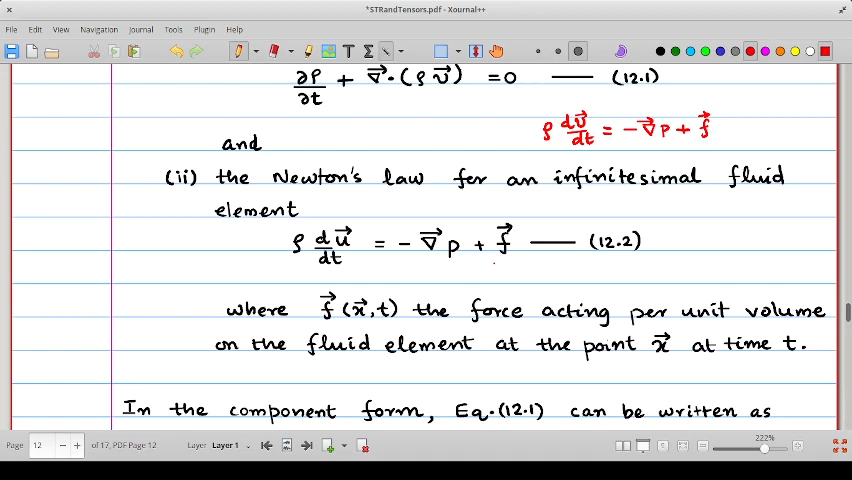 *STRandTensors.pdf - Xournal++
File Edit View Navigation Journal Tools Plugin Help
∂ρ/∂t + ∇⃗·(ρ v⃗) = 0 —— (12.1)
ρ dv⃗/dt = -∇⃗p + f⃗
and
(ii) the Newton's law for an infinitesimal fluid
element
ρ d/dt u⃗ = - ∇⃗ p + f⃗ —— (12.2)
where f⃗(x⃗,t) the force acting per unit volume
on the fluid element at the point x⃗ at time t.
In the component form, Eq.(12.1) can be written as
Page 12 of 17, PDF Page 12 Layer Layer 1 222%